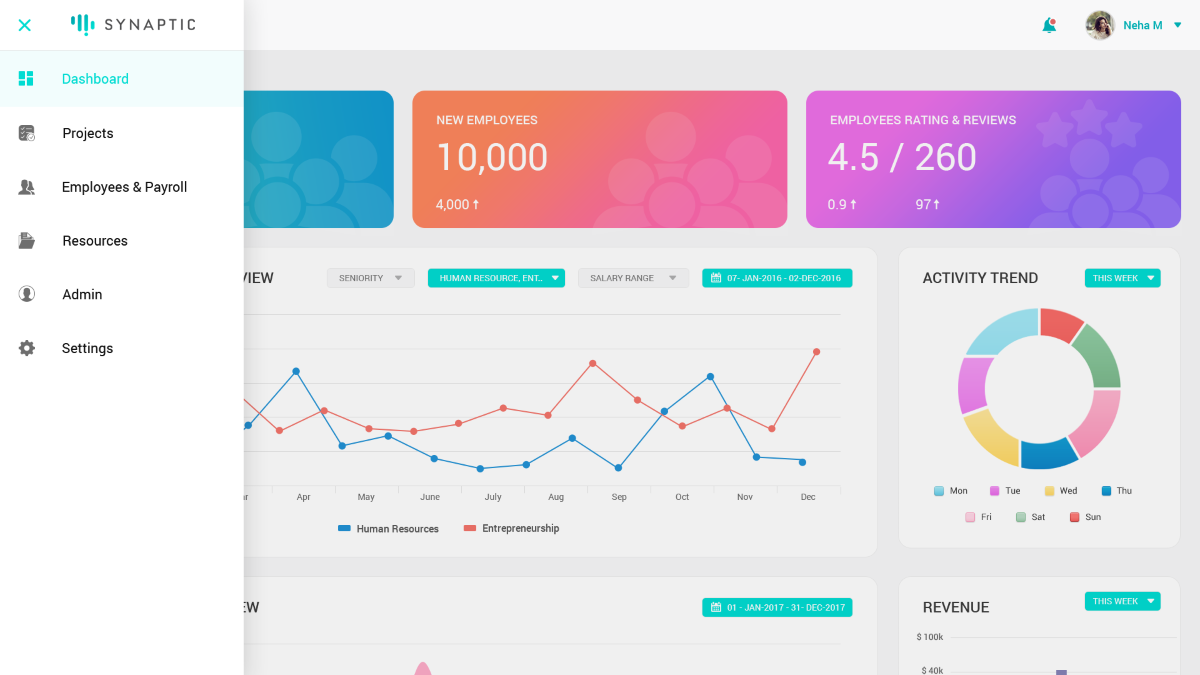 SYNAPTIC
Neha M
Dashboard
Projects
Employees & Payroll
Resources
Admin
Settings
NEW EMPLOYEES
10,000
4,000 ↑
EMPLOYEES RATING & REVIEWS
4.5 / 260
0.9 ↑ 97 ↑
SENIORITY
HUMAN RESOURCE, ENT..
SALARY RANGE
07- JAN-2016 - 02-DEC-2016
Apr May June July Aug Sep Oct Nov Dec
Human Resources Entrepreneurship
ACTIVITY TREND
THIS WEEK
Mon Tue Wed Thu
Fri Sat Sun
01 - JAN-2017 - 31- DEC-2017
REVENUE
THIS WEEK
$ 100k
$ 40k